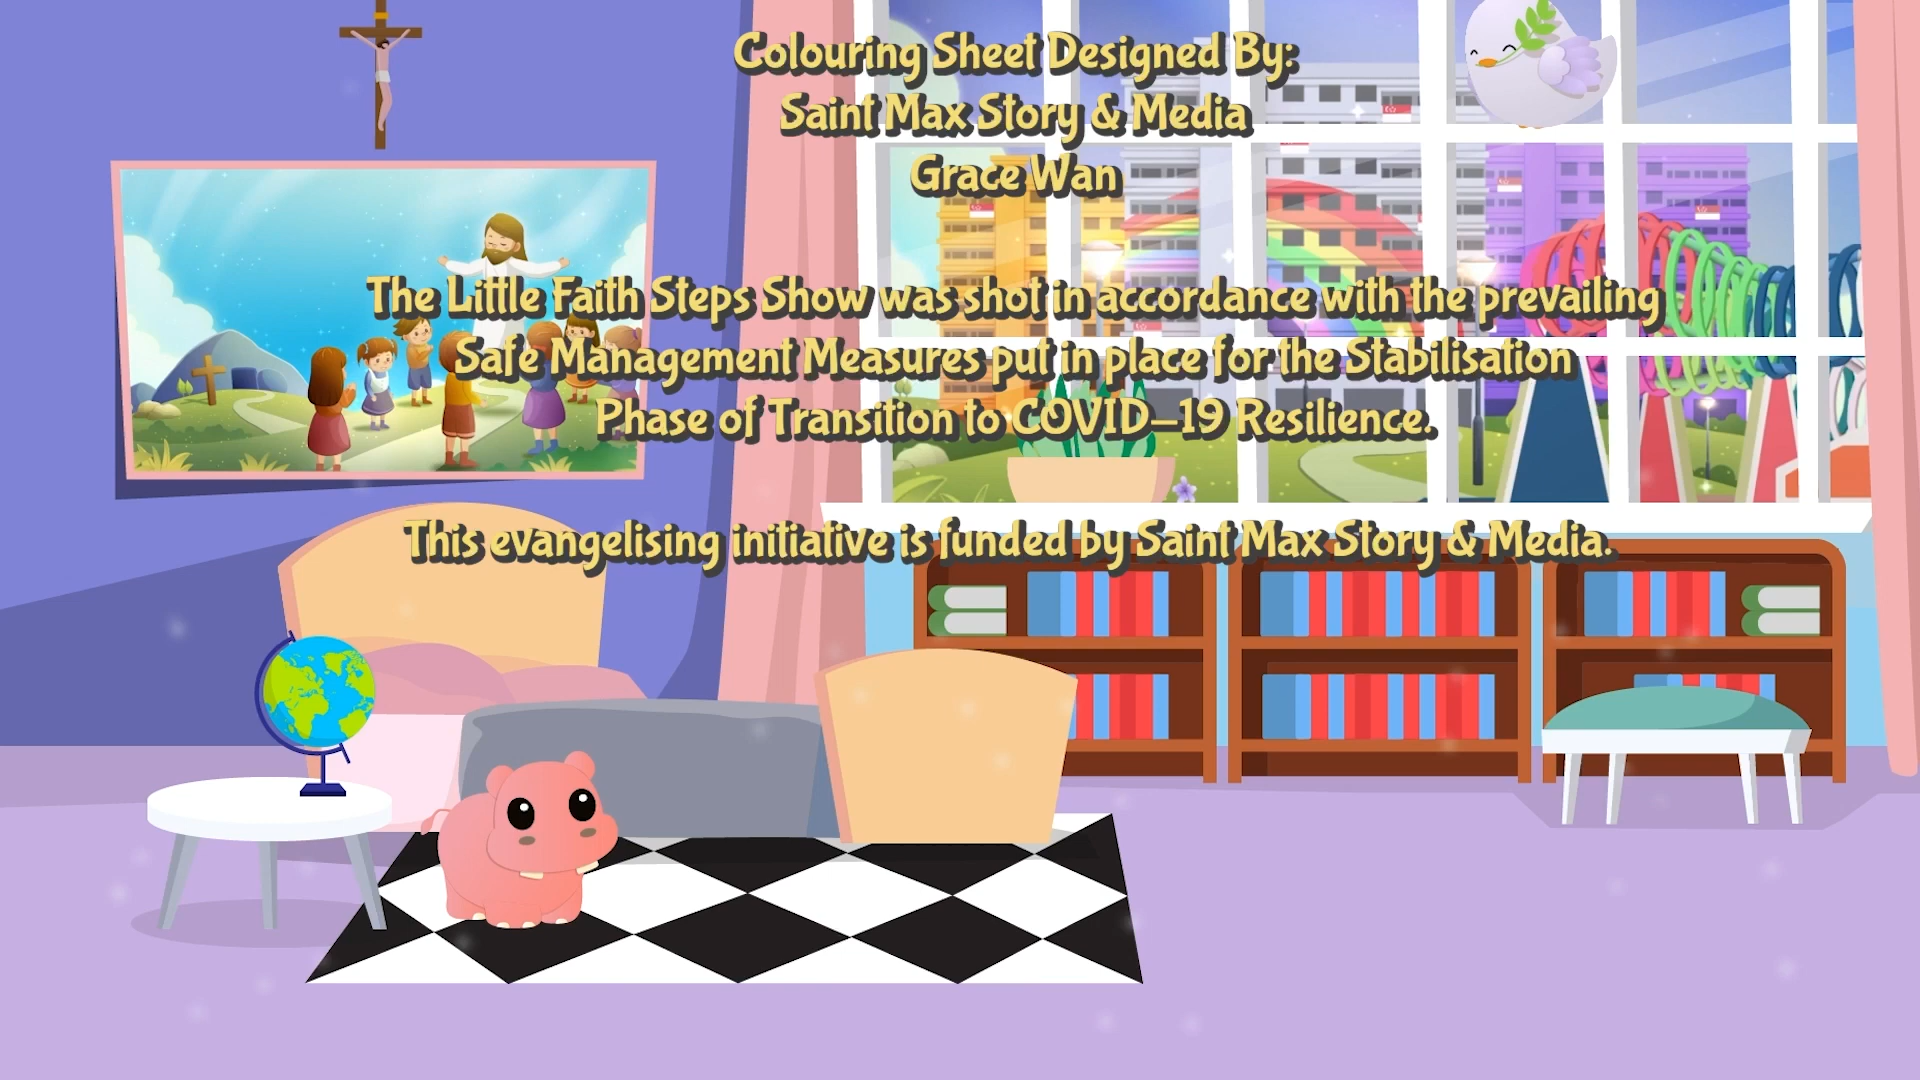 Colouring Sheet Designed By:
Saint Max Story & Media
Grace Wan
The Little Faith Steps Show was shot in accordance with the prevailing
Safe Management Measures put in place for the Stabilisation
Phase of Transition to COVID-19 Resilience.
This evangelising initiative is funded by Saint Max Story & Media.